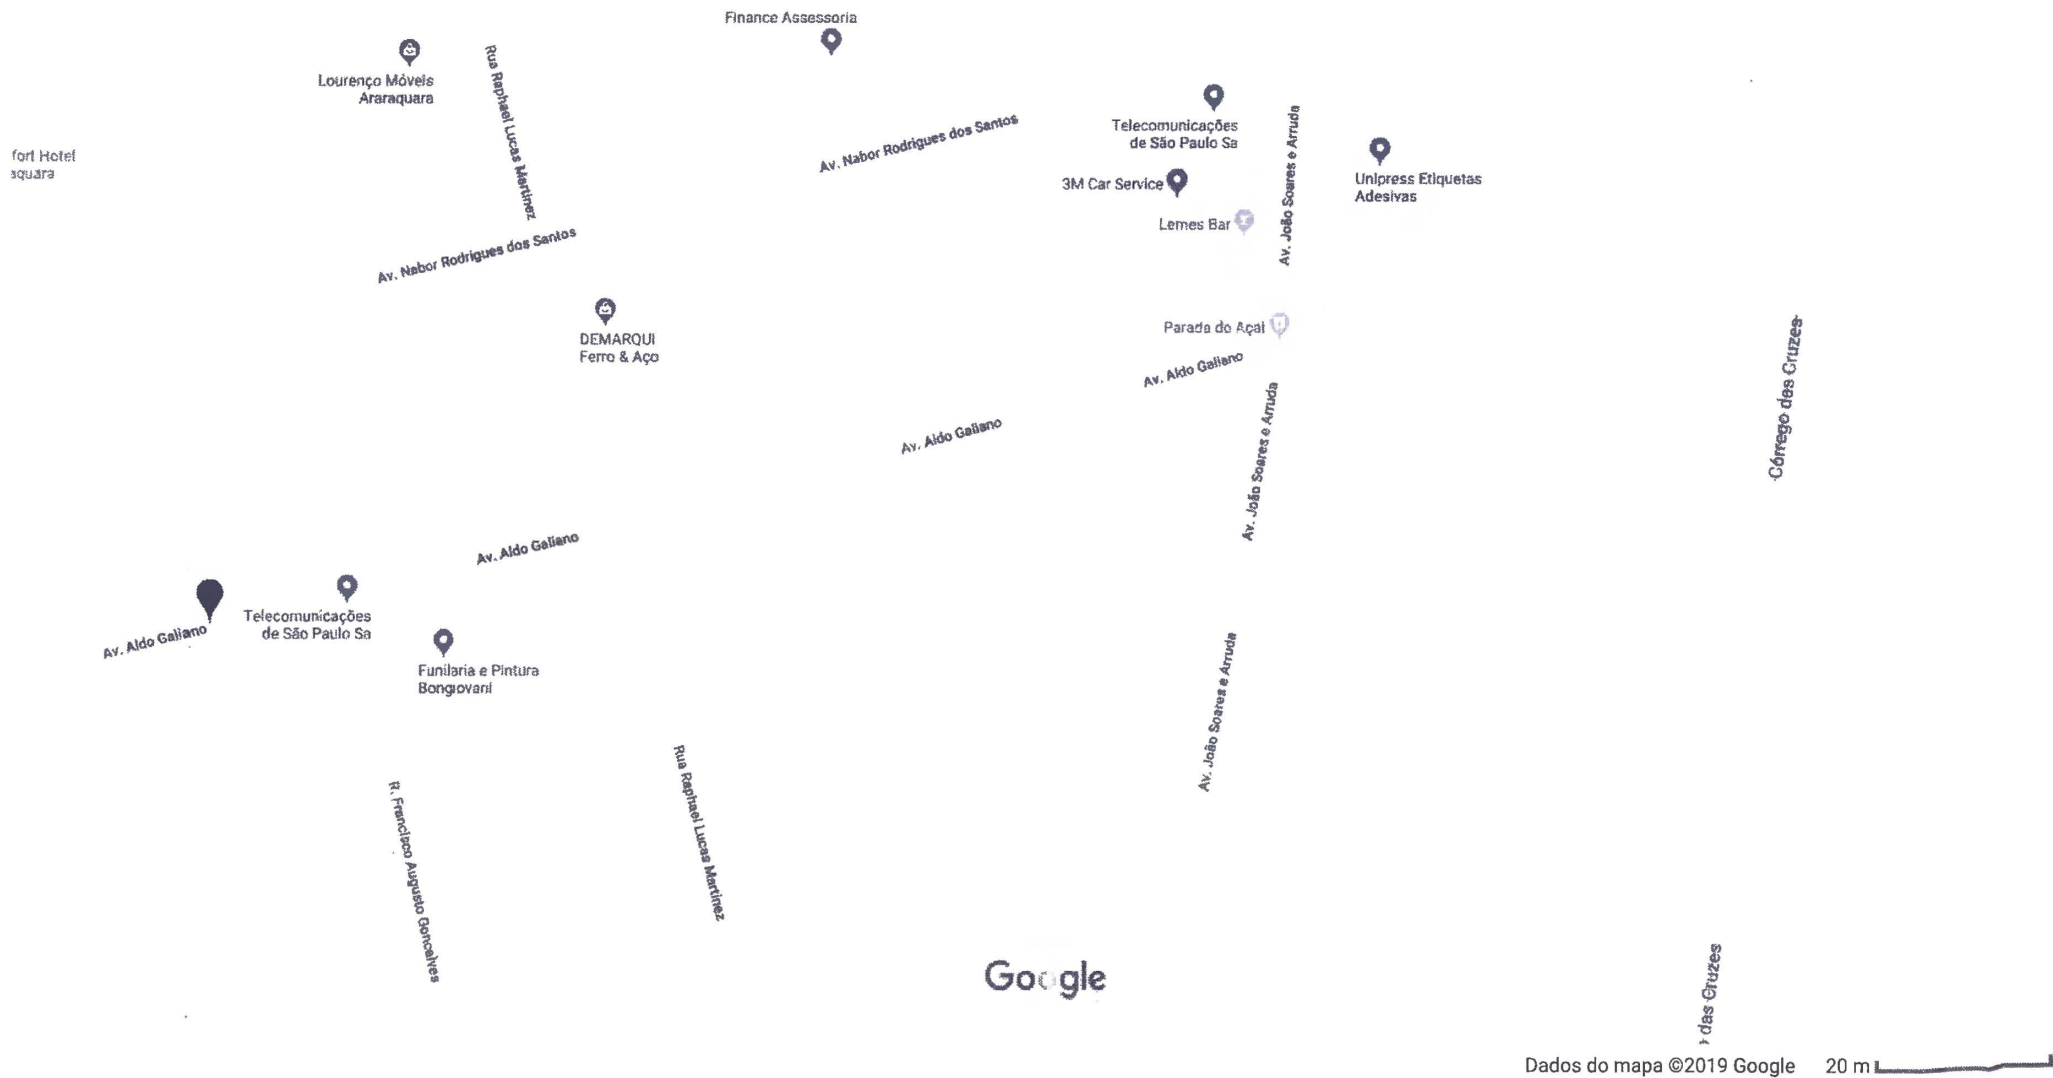 Finance Assessoria
Lourenço Móveis
Araraquara
Rua Raphael Lucas Martinez
Telecomunicações
de São Paulo Sa
Av. Nabor Rodrigues dos Santos
Av. João Soares e Arruda
fort Hotel
aquara
3M Car Service
Unipress Etiquetas
Adesivas
Lemes Bar
Av. Nabor Rodrigues dos Santos
DEMARQUI
Ferro & Aço
Parada do Açaí
Av. Aldo Galiano
Córrego das Cruzes
Av. João Soares e Arruda
Av. Aldo Galiano
Av. Aldo Galiano
Telecomunicações
de São Paulo Sa
Av. Aldo Galiano
Funilaria e Pintura
Bongiovani
Av. João Soares e Arruda
Rua Raphael Lucas Martinez
R. Francisco Augusto Goncalves
Google
das Cruzes
Dados do mapa ©2019 Google 20 m